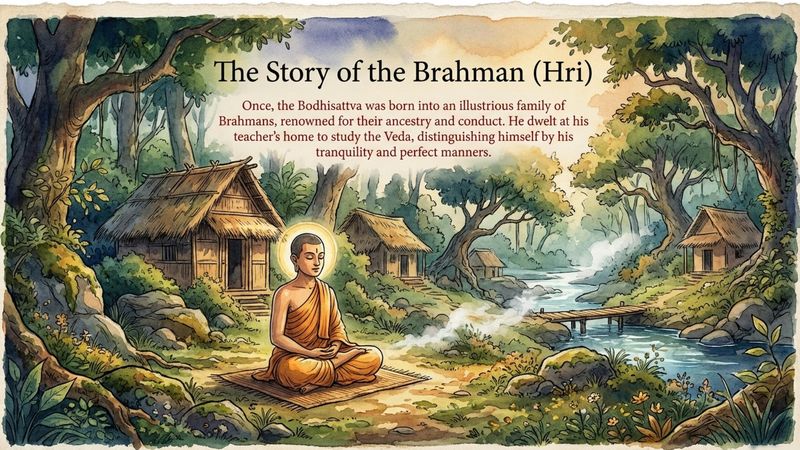 The Story of the Brahman (Hri)
Once, the Bodhisattva was born into an illustrious family of
Brahmans, renowned for their ancestry and conduct. He dwelt at his
teacher's home to study the Veda, distinguishing himself by his
tranquility and perfect manners.